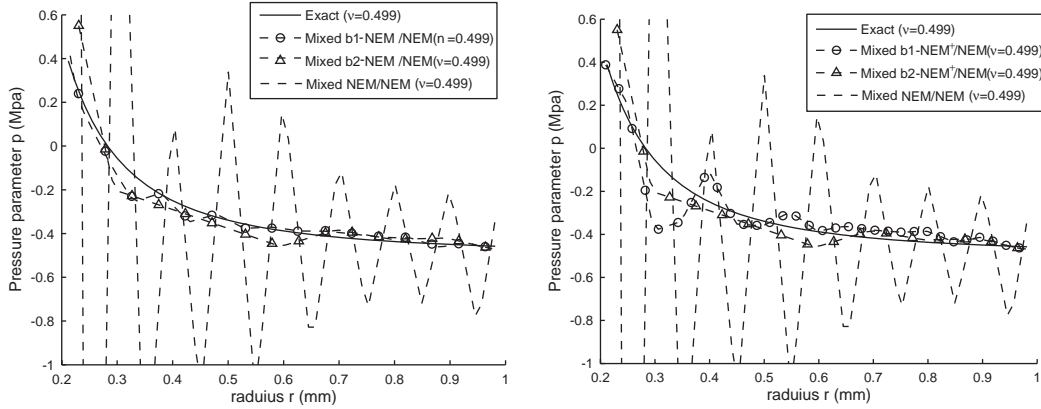 0.6
0.4
0.2
0
-0.2
-0.4
-0.6
-0.8
-1
Pressure parameter p (Mpa)
Exact (ν=0.499)
Mixed b1-NEM /NEM(n =0.499)
Mixed b2-NEM /NEM(ν=0.499)
Mixed NEM/NEM (ν=0.499)
0.2 0.3 0.4 0.5 0.6 0.7 0.8 0.9 1
raduius r (mm)
0.6
0.4
0.2
0
-0.2
-0.4
-0.6
-0.8
-1
Pressure parameter p (Mpa)
Exact (ν=0.499)
Mixed b1-NEM⁺/NEM(ν=0.499)
Mixed b2-NEM⁺/NEM(ν=0.499)
Mixed NEM/NEM (ν=0.499)
0.2 0.3 0.4 0.5 0.6 0.7 0.8 0.9 1
raduius r (mm)